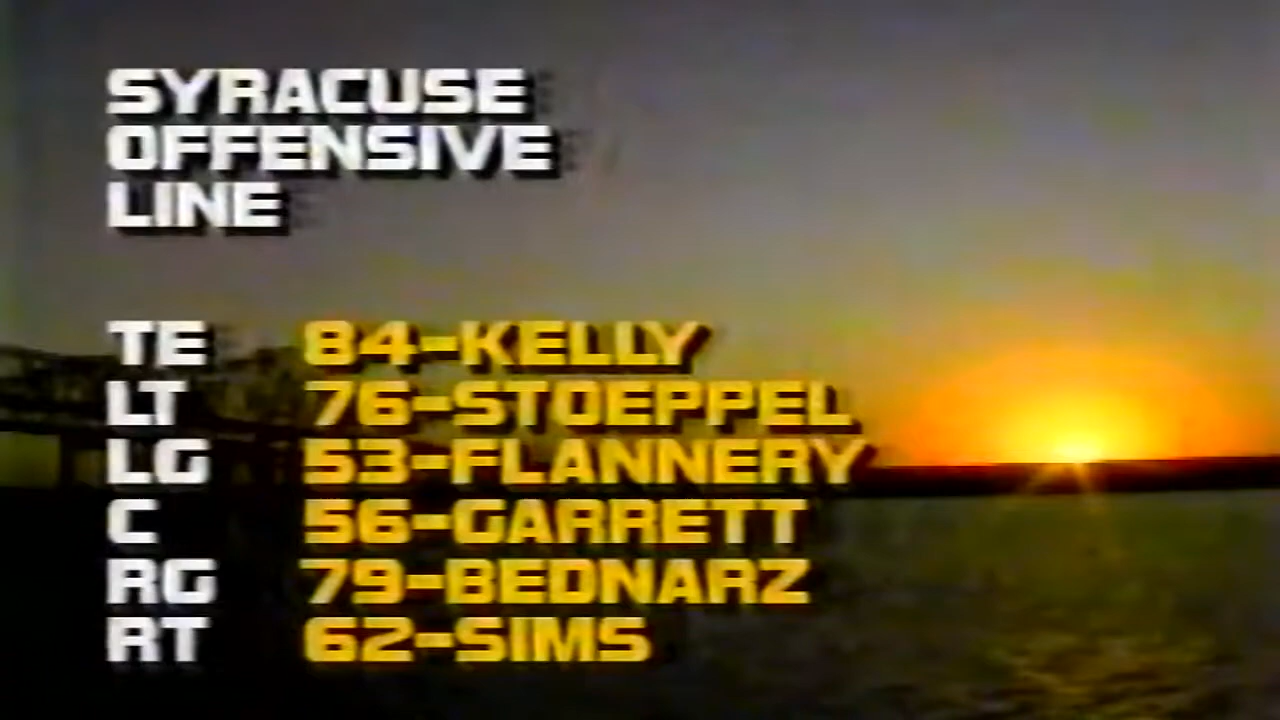 SYRACUSE
OFFENSIVE
LINE
TE 84-KELLY
LT 76-STOEPPEL
LG 53-FLANNERY
C 56-GARRETT
RG 79-BEDNARZ
RT 62-SIMS